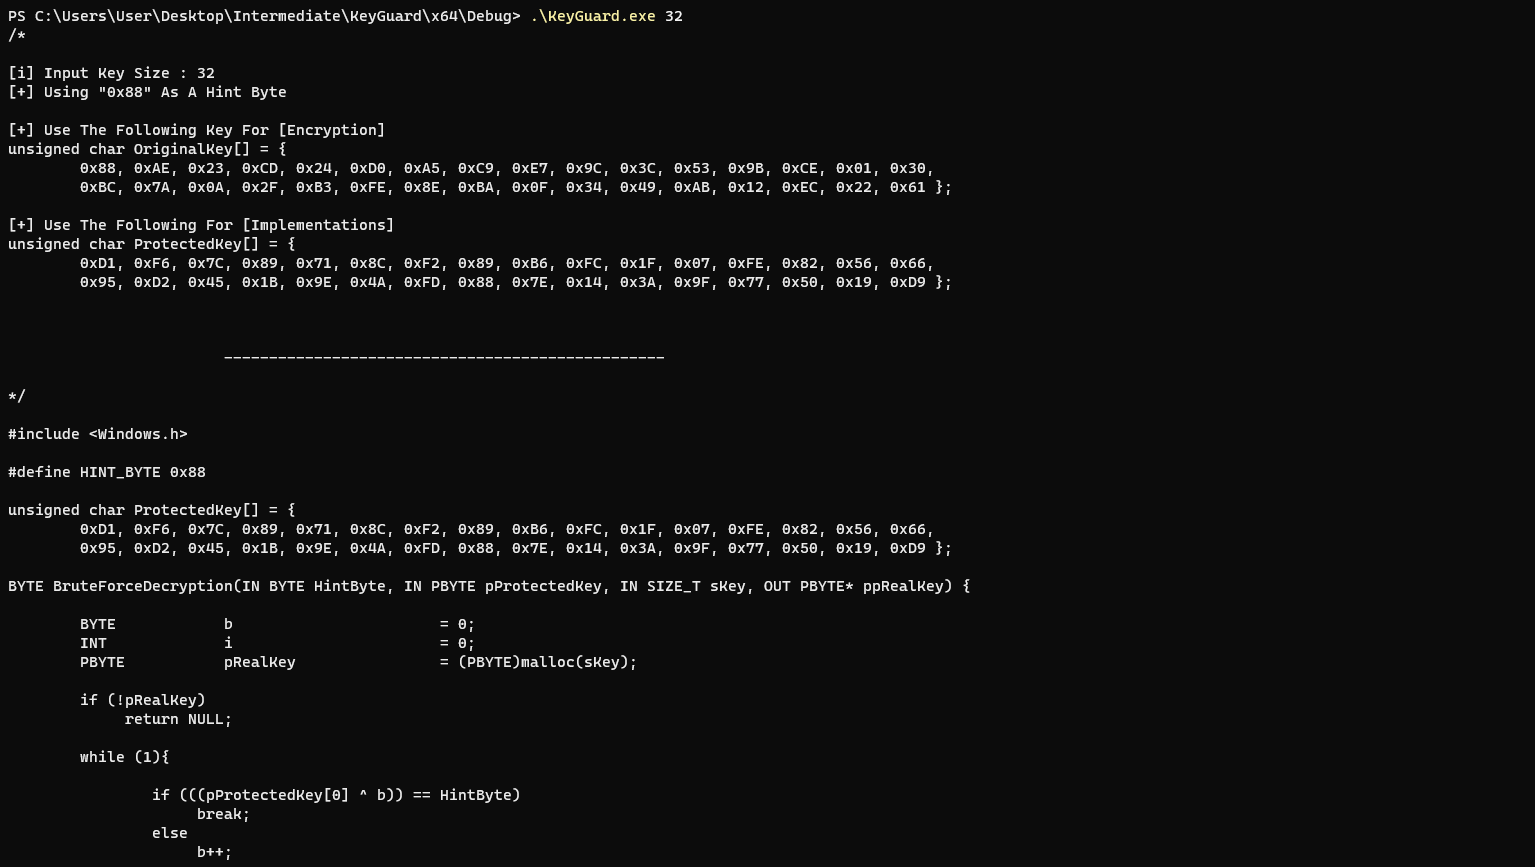 PS C:\Users\User\Desktop\Intermediate\KeyGuard\x64\Debug> .\KeyGuard.exe 32
/*
[i] Input Key Size : 32
[+] Using "0x88" As A Hint Byte
[+] Use The Following Key For [Encryption]
unsigned char OriginalKey[] = {
0x88, 0xAE, 0x23, 0xCD, 0x24, 0xD0, 0xA5, 0xC9, 0xE7, 0x9C, 0x3C, 0x53, 0x9B, 0xCE, 0x01, 0x30,
0xBC, 0x7A, 0x0A, 0x2F, 0xB3, 0xFE, 0x8E, 0xBA, 0x0F, 0x34, 0x49, 0xAB, 0x12, 0xEC, 0x22, 0x61 };
[+] Use The Following For [Implementations]
unsigned char ProtectedKey[] = {
0xD1, 0xF6, 0x7C, 0x89, 0x71, 0x8C, 0xF2, 0x89, 0xB6, 0xFC, 0x1F, 0x07, 0xFE, 0x82, 0x56, 0x66,
0x95, 0xD2, 0x45, 0x1B, 0x9E, 0x4A, 0xFD, 0x88, 0x7E, 0x14, 0x3A, 0x9F, 0x77, 0x50, 0x19, 0xD9 };
-------------------------------------------------
*/
#include <Windows.h>
#define HINT_BYTE 0x88
unsigned char ProtectedKey[] = {
0xD1, 0xF6, 0x7C, 0x89, 0x71, 0x8C, 0xF2, 0x89, 0xB6, 0xFC, 0x1F, 0x07, 0xFE, 0x82, 0x56, 0x66,
0x95, 0xD2, 0x45, 0x1B, 0x9E, 0x4A, 0xFD, 0x88, 0x7E, 0x14, 0x3A, 0x9F, 0x77, 0x50, 0x19, 0xD9 };
BYTE BruteForceDecryption(IN BYTE HintByte, IN PBYTE pProtectedKey, IN SIZE_T sKey, OUT PBYTE* ppRealKey) {
BYTE b = 0;
INT i = 0;
PBYTE pRealKey = (PBYTE)malloc(sKey);
if (!pRealKey)
return NULL;
while (1){
if (((pProtectedKey[0] ^ b)) == HintByte)
break;
else
b++;